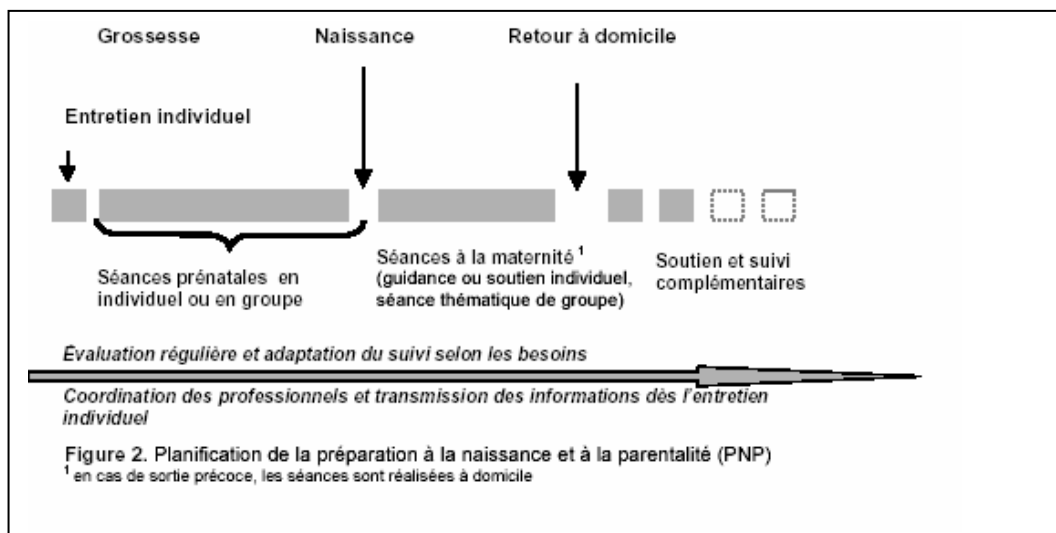 Grossesse
Naissance
Retour à domicile
Entretien individuel
Séances prénatales en
individuel ou en groupe
Séances à la maternité 1
(guidance ou soutien individuel,
séance thématique de groupe)
Soutien et suivi
complémentaires
Évaluation régulière et adaptation du suivi selon les besoins
Coordination des professionnels et transmission des informations dès l'entretien
individuel
Figure 2. Planification de la préparation à la naissance et à la parentalité (PNP)
1 en cas de sortie précoce, les séances sont réalisées à domicile